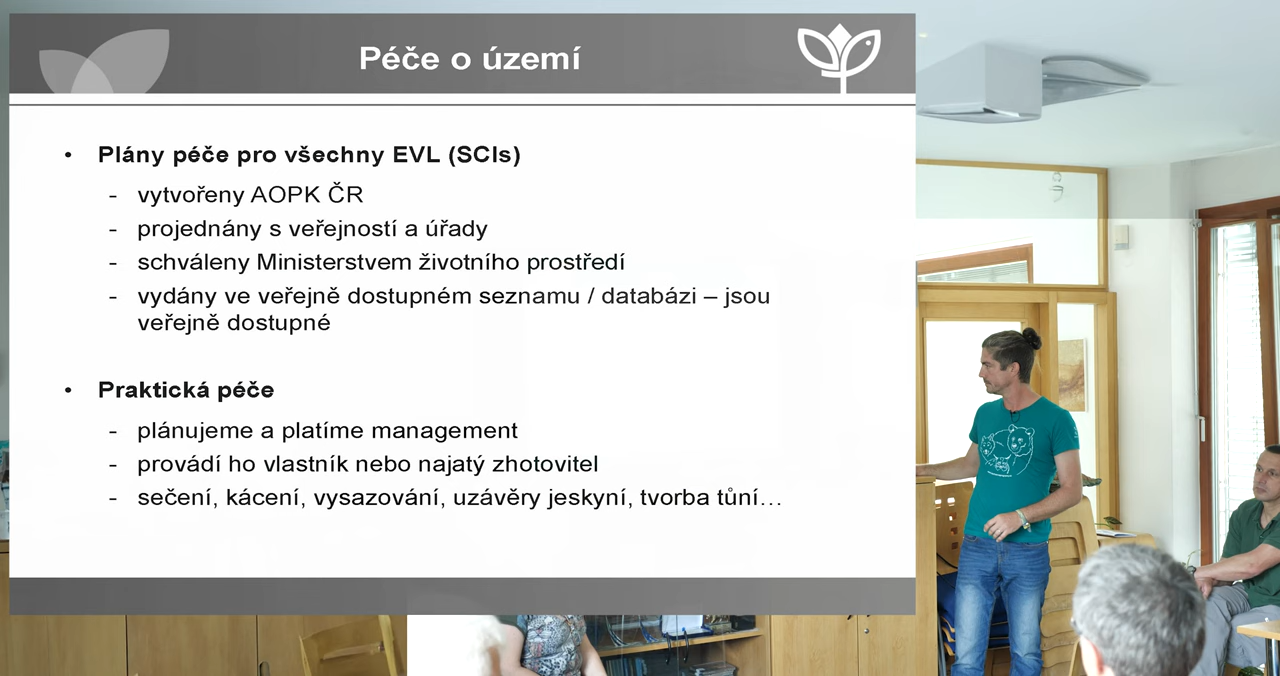 Péče o území
• Plány péče pro všechny EVL (SCIs)
- vytvořeny AOPK ČR
- projednány s veřejností a úřady
- schváleny Ministerstvem životního prostředí
- vydány ve veřejně dostupném seznamu / databázi – jsou
veřejně dostupné
• Praktická péče
- plánujeme a platíme management
- provádí ho vlastník nebo najatý zhotovitel
- sečení, kácení, vysazování, uzávěry jeskyní, tvorba tůní…